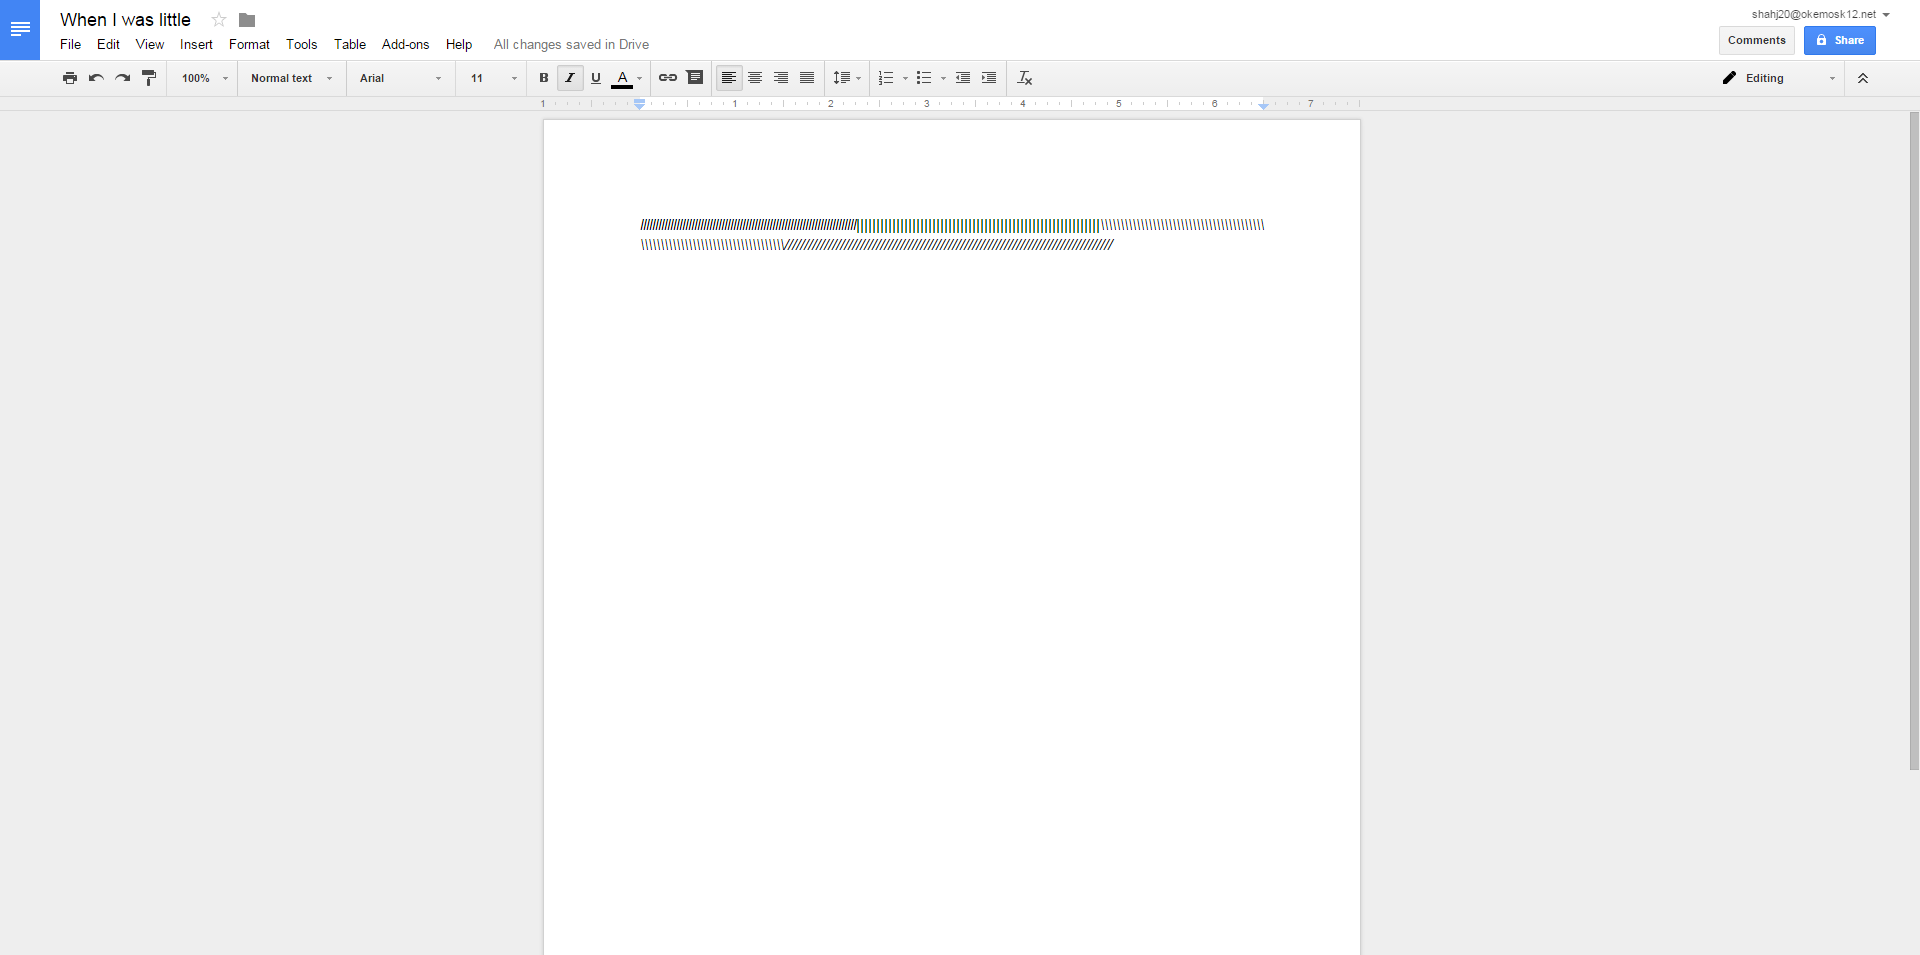 When I was little
shahj20@okemosk12.net
File Edit View Insert Format Tools Table Add-ons Help All changes saved in Drive
Comments Share
100% Normal text Arial 11 B I U A Editing
1 1 2 3 4 5 6 7